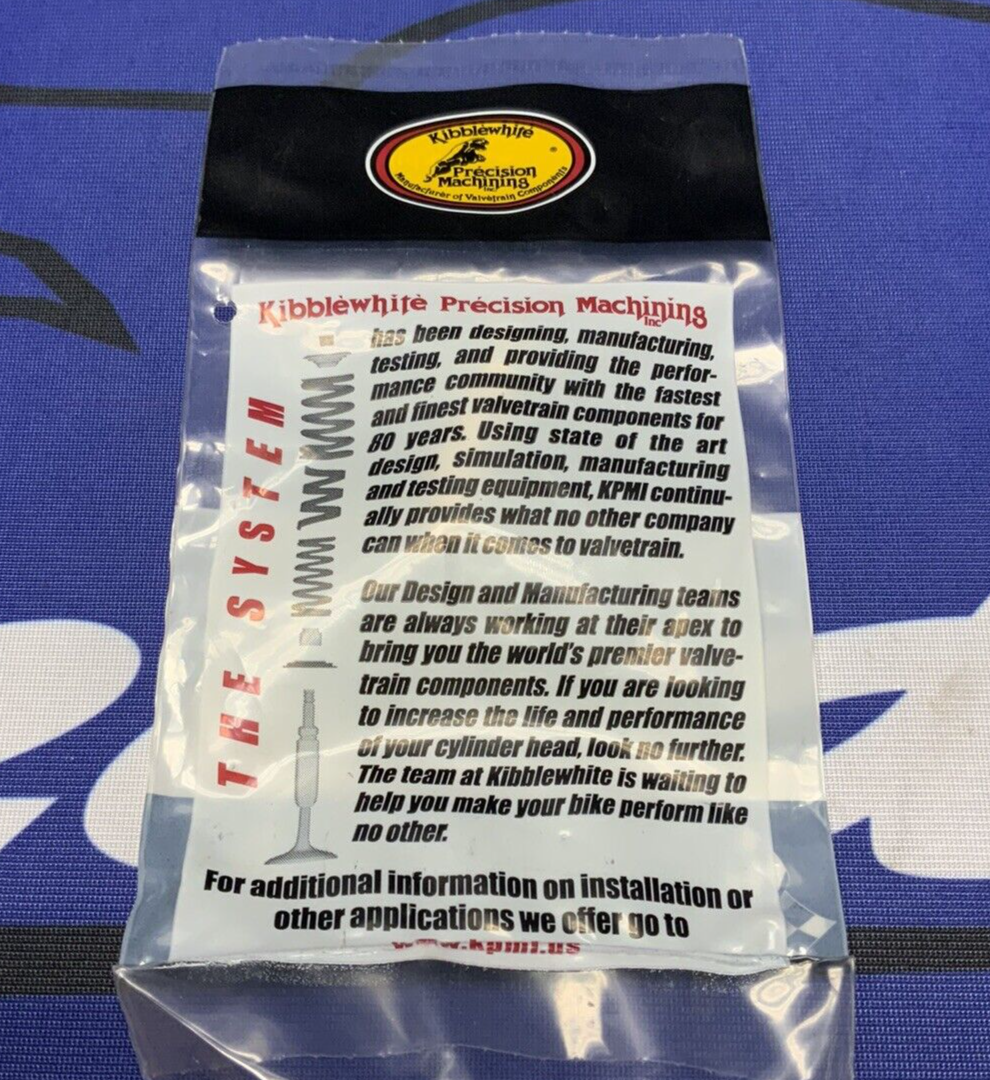 Kibblewhite
®
Precision
Machining
Inc
Manufacturer of Valvetrain Components
Kibblèwhitè Précision Machining
Inc
has been designing, manufacturing,
testing, and providing the perfor-
mance community with the fastest
and finest valvetrain components for
80 years. Using state of the art
design, simulation, manufacturing
and testing equipment, KPMI continu-
ally provides what no other company
can when it comes to valvetrain.
THE SYSTEM
Our Design and Manufacturing teams
are always working at their apex to
bring you the world's premier valve-
train components. If you are looking
to increase the life and performance
of your cylinder head, look no further.
The team at Kibblewhite is waiting to
help you make your bike perform like
no other.
For additional information on installation or
other applications we offer go to
www.kpmi.us